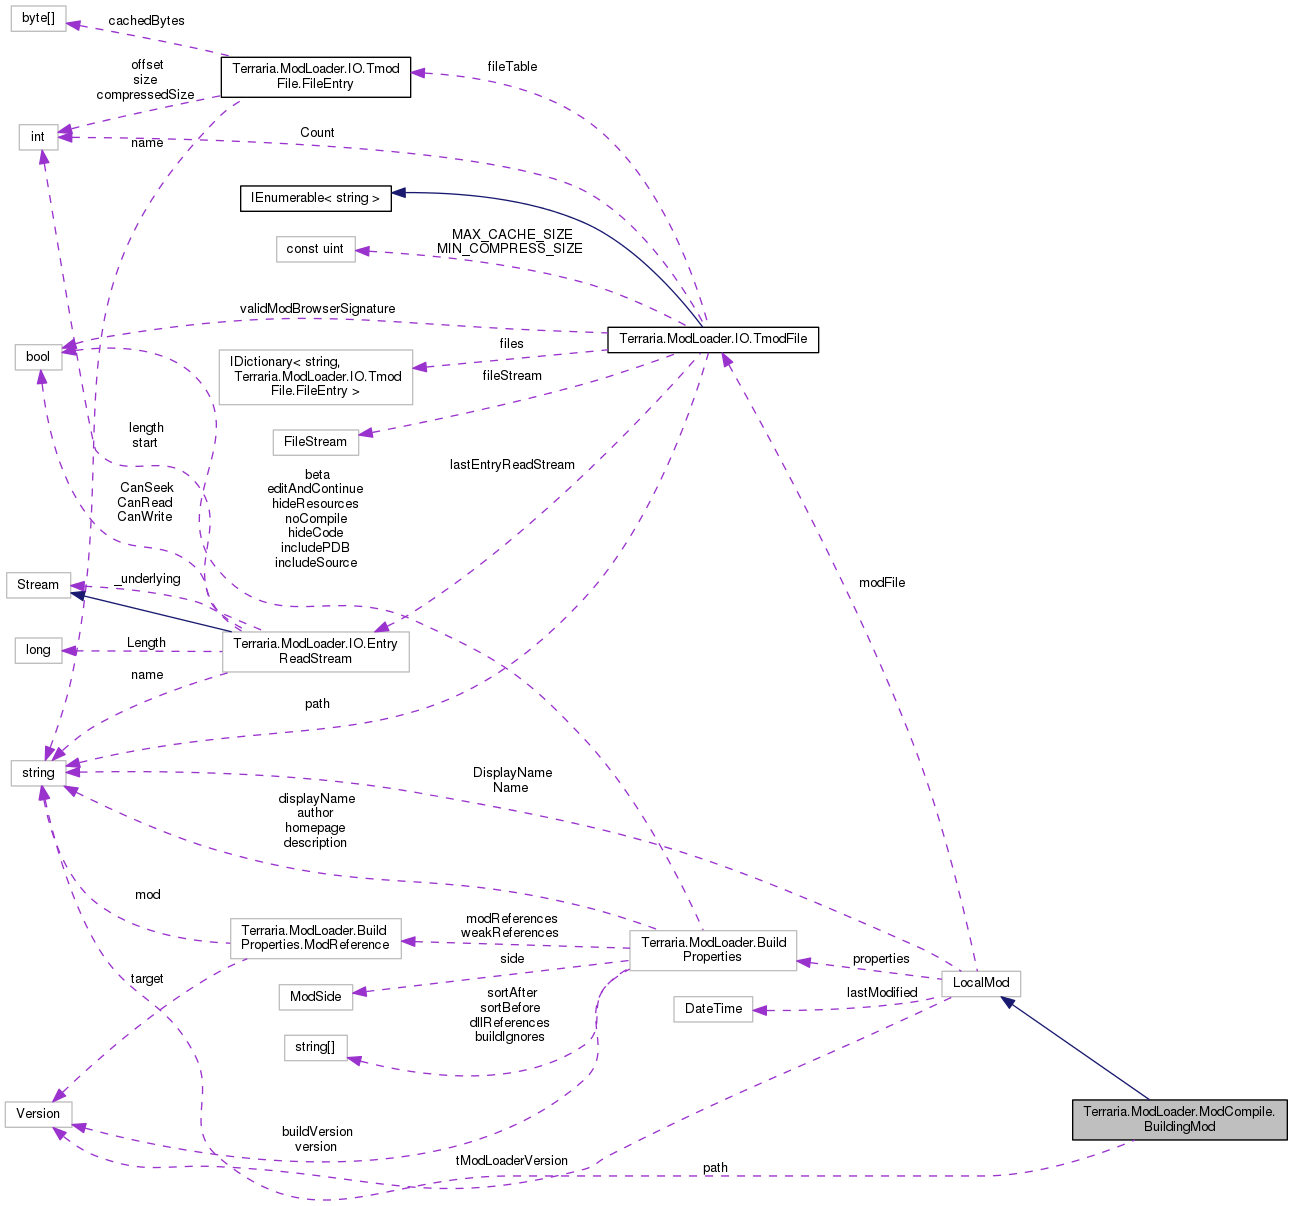 byte[]
cachedBytes
Terraria.ModLoader.IO.Tmod
File.FileEntry
fileTable
offset
size
compressedSize
int
Count
name
IEnumerable< string >
MAX_CACHE_SIZE
MIN_COMPRESS_SIZE
const uint
validModBrowserSignature
Terraria.ModLoader.IO.TmodFile
bool
files
IDictionary< string,
Terraria.ModLoader.IO.Tmod
File.FileEntry >
fileStream
FileStream
length
start
lastEntryReadStream
beta
editAndContinue
hideResources
noCompile
hideCode
includePDB
includeSource
CanSeek
CanRead
CanWrite
modFile
Stream
_underlying
Terraria.ModLoader.IO.Entry
ReadStream
long
Length
name
path
string
DisplayName
Name
displayName
author
homepage
description
mod
Terraria.ModLoader.Build
Properties.ModReference
modReferences
weakReferences
Terraria.ModLoader.Build
Properties
properties
side
LocalMod
target
ModSide
sortAfter
sortBefore
dllReferences
buildIgnores
lastModified
DateTime
string[]
Version
Terraria.ModLoader.ModCompile.
BuildingMod
buildVersion
version
tModLoaderVersion
path